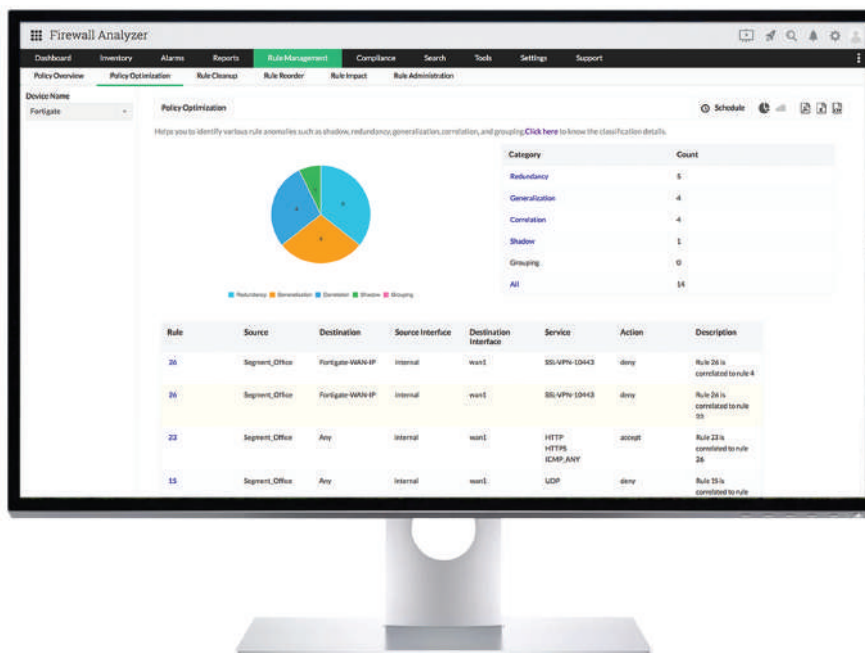 Firewall Analyzer
Dashboard Inventory Alarms Reports Rule Management Compliance Search Tools Settings Support
Policy Overview Policy Optimization Rule Cleanup Rule Reorder Rule Impact Rule Administration
Device Name
Fortigate
Policy Optimization
Schedule
Helps you to identify various rule anomalies such as shadow, redundancy, generalization, correlation, and grouping. Click here to know the classification details.
Category Count
Redundancy 5
Generalization 4
Correlation 4
Shadow 1
Grouping 0
All 14
Redundancy Generalization Correlation Shadow Grouping
Rule Source Destination Source Interface Destination Interface Service Action Description
26 Segment_Office Fortigate-WAN-IP internal wan1 SSL-VPN-10443 deny Rule 26 is
correlated to rule 4
26 Segment_Office Fortigate-WAN-IP internal wan1 SSL-VPN-10443 deny Rule 26 is
correlated to rule
23 Segment_Office Any internal wan1 HTTP accept Rule 23 is
HTTPS correlated to rule
ICMP_ANY 26
15 Segment_Office Any internal wan1 UDP deny Rule 15 is
correlated to rule